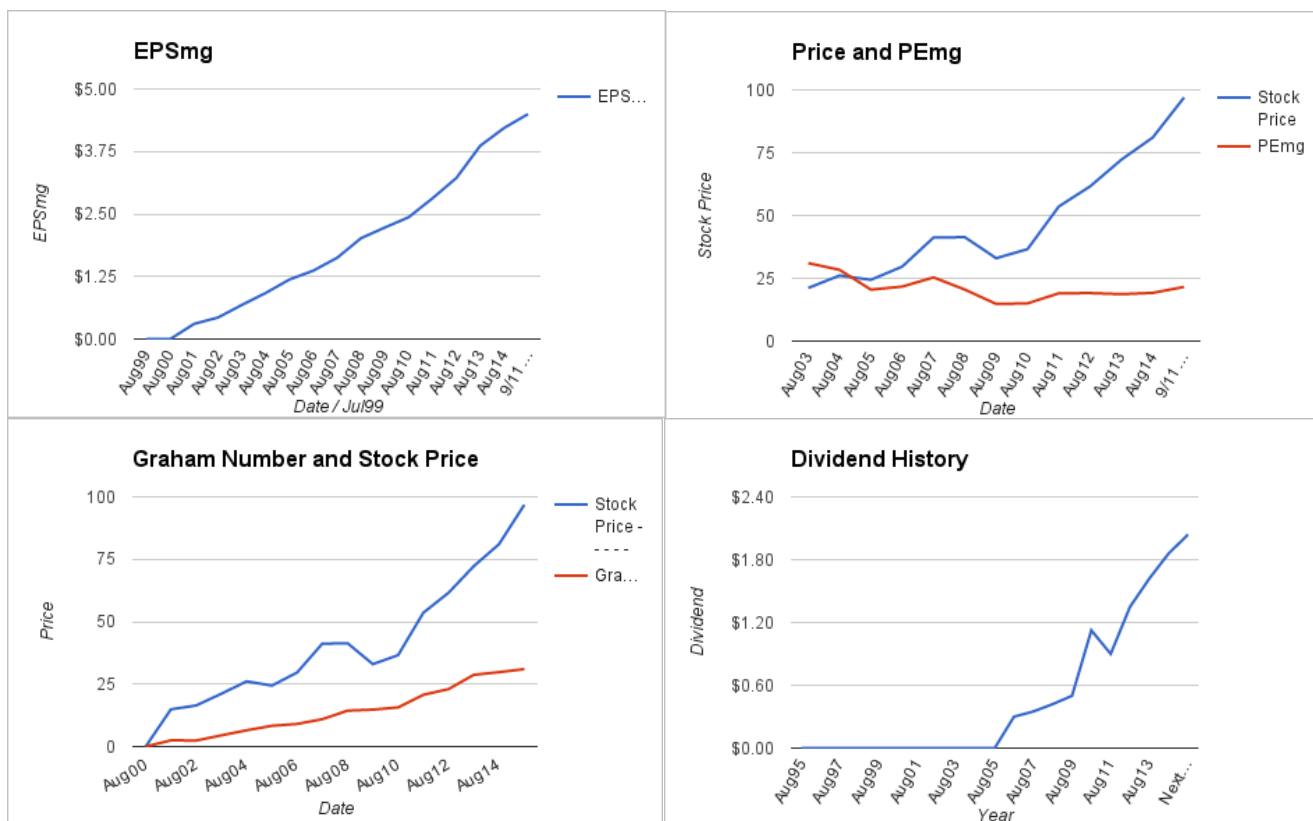 EPSmg
$5.00
$3.75
$2.50
$1.25
$0.00
EPSmg
Aug99
Aug00
Aug01
Aug02
Aug03
Aug04
Aug05
Aug06
Aug07
Aug08
Aug09
Aug10
Aug11
Aug12
Aug13
Aug14
9/11 ...
Date / Jul99
EPS...
Price and PEmg
100
75
50
25
0
Stock Price
Aug03
Aug04
Aug05
Aug06
Aug07
Aug08
Aug09
Aug10
Aug11
Aug12
Aug13
Aug14
9/11 ...
Date
Stock
Price
PEmg
Graham Number and Stock Price
100
75
50
25
0
Price
Aug00
Aug02
Aug04
Aug06
Aug08
Aug10
Aug12
Aug14
Date
Stock
Price -
- - - -
Gra...
Dividend History
$2.40
$1.80
$1.20
$0.60
$0.00
Dividend
Aug95
Aug97
Aug99
Aug01
Aug03
Aug05
Aug07
Aug09
Aug11
Aug13
Next...
Year